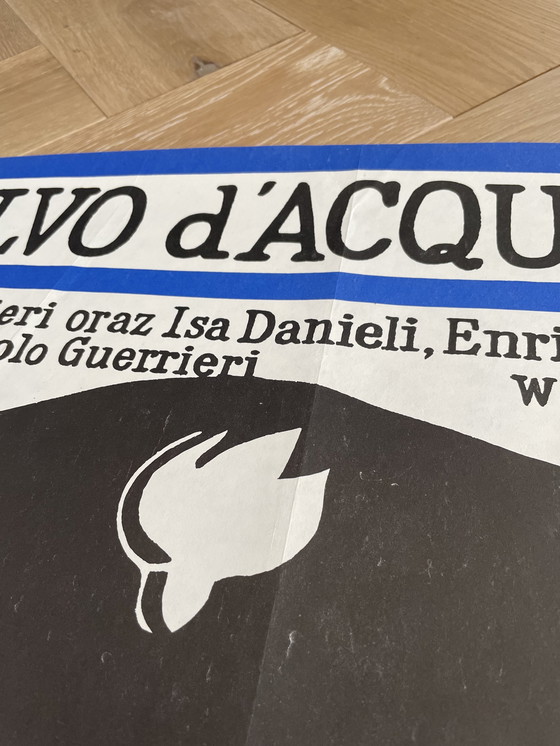 LVO d'ACQU
ieri oraz Isa Danieli, Enri
olo Guerrieri
w